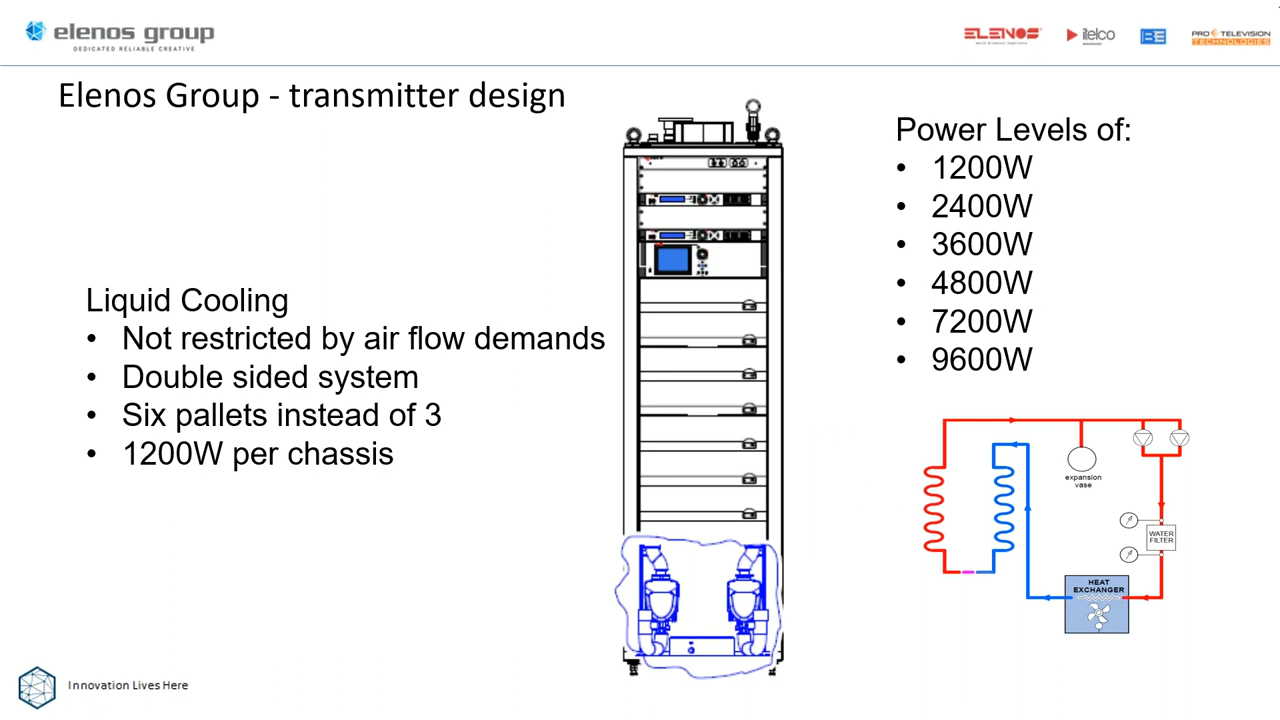 elenos group
DEDICATED RELIABLE CREATIVE
ELENOS
itelco
BE
PRO TELEVISION
TECHNOLOGIES
Elenos Group - transmitter design
Liquid Cooling
• Not restricted by air flow demands
• Double sided system
• Six pallets instead of 3
• 1200W per chassis
Power Levels of:
• 1200W
• 2400W
• 3600W
• 4800W
• 7200W
• 9600W
expansion
vase
WATER
FILTER
HEAT
EXCHANGER
Innovation Lives Here